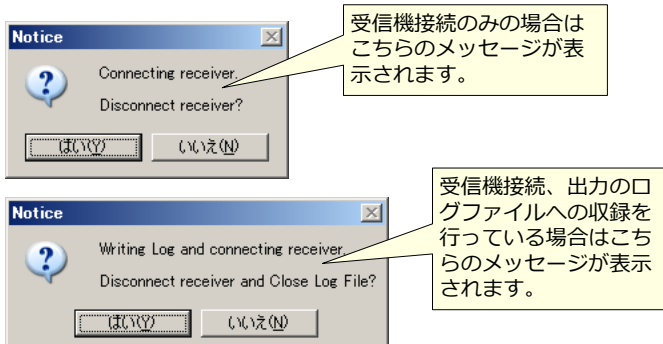 Notice
Connecting receiver.
Disconnect receiver?
はい(Y)
いいえ(N)
受信機接続のみの場合は
こちらのメッセージが表
示されます。
Notice
Writing Log and connecting receiver.
Disconnect receiver and Close Log File?
はい(Y)
いいえ(N)
受信機接続、出力のロ
グファイルへの収録を
行っている場合はこち
らのメッセージが表示
されます。